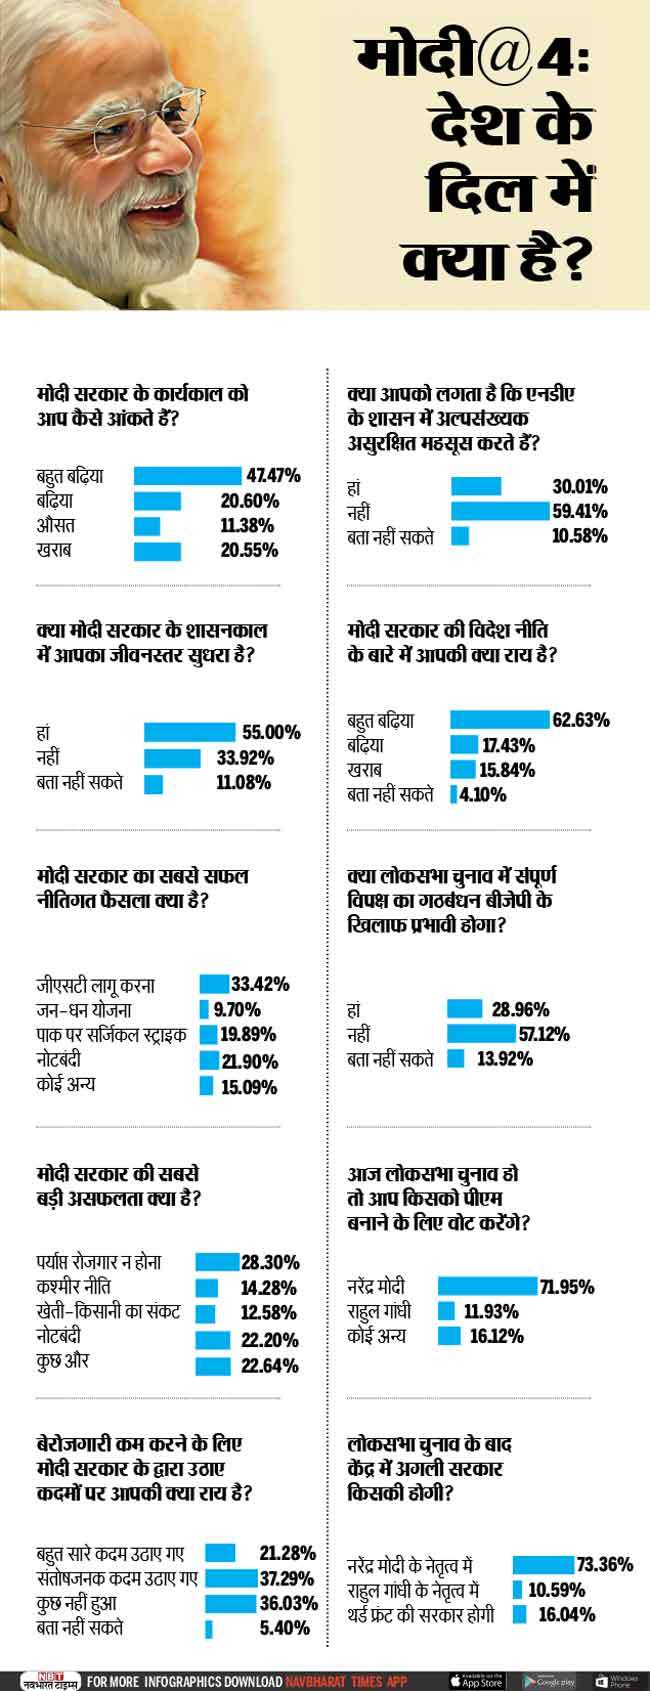 मोदी@4:
देश के
दिल में
क्या है?
मोदी सरकार के कार्यकाल को
आप कैसे आंकते हैं?
बहुत बढ़िया 47.47%
बढ़िया 20.60%
औसत 11.38%
खराब 20.55%
क्या मोदी सरकार के शासनकाल
में आपका जीवनस्तर सुधरा है?
हां 55.00%
नहीं 33.92%
बता नहीं सकते 11.08%
मोदी सरकार का सबसे सफल
नीतिगत फैसला क्या है?
जीएसटी लागू करना 33.42%
जन-धन योजना 9.70%
पाक पर सर्जिकल स्ट्राइक 19.89%
नोटबंदी 21.90%
कोई अन्य 15.09%
मोदी सरकार की सबसे
बड़ी असफलता क्या है?
पर्याप्त रोजगार न होना 28.30%
कश्मीर नीति 14.28%
खेती-किसानी का संकट 12.58%
नोटबंदी 22.20%
कुछ और 22.64%
बेरोजगारी कम करने के लिए
मोदी सरकार के द्वारा उठाए
कदमों पर आपकी क्या राय है?
बहुत सारे कदम उठाए गए 21.28%
संतोषजनक कदम उठाए गए 37.29%
कुछ नहीं हुआ 36.03%
बता नहीं सकते 5.40%
क्या आपको लगता है कि एनडीए
के शासन में अल्पसंख्यक
असुरक्षित महसूस करते हैं?
हां 30.01%
नहीं 59.41%
बता नहीं सकते 10.58%
मोदी सरकार की विदेश नीति
के बारे में आपकी क्या राय है?
बहुत बढ़िया 62.63%
बढ़िया 17.43%
खराब 15.84%
बता नहीं सकते 4.10%
क्या लोकसभा चुनाव में संपूर्ण
विपक्ष का गठबंधन बीजेपी के
खिलाफ प्रभावी होगा?
हां 28.96%
नहीं 57.12%
बता नहीं सकते 13.92%
आज लोकसभा चुनाव हो
तो आप किसको पीएम
बनाने के लिए वोट करेंगे?
नरेंद्र मोदी 71.95%
राहुल गांधी 11.93%
कोई अन्य 16.12%
लोकसभा चुनाव के बाद
केंद्र में अगली सरकार
किसकी होगी?
नरेंद्र मोदी के नेतृत्व में 73.36%
राहुल गांधी के नेतृत्व में 10.59%
थर्ड फ्रंट की सरकार होगी 16.04%
NBT
नवभारत टाइम्स
FOR MORE INFOGRAPHICS DOWNLOAD NAVBHARAT TIMES APP
Available on the
App Store
Google play
Windows
Phone